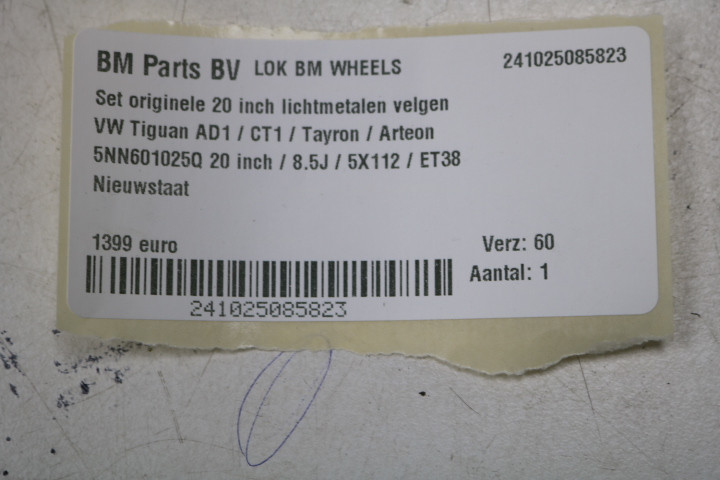 BM Parts BV LOK BM WHEELS 241025085823
Set originele 20 inch lichtmetalen velgen
VW Tiguan AD1 / CT1 / Tayron / Arteon
5NN601025Q 20 inch / 8.5J / 5X112 / ET38
Nieuwstaat
1399 euro Verz: 60
Aantal: 1
241025085823